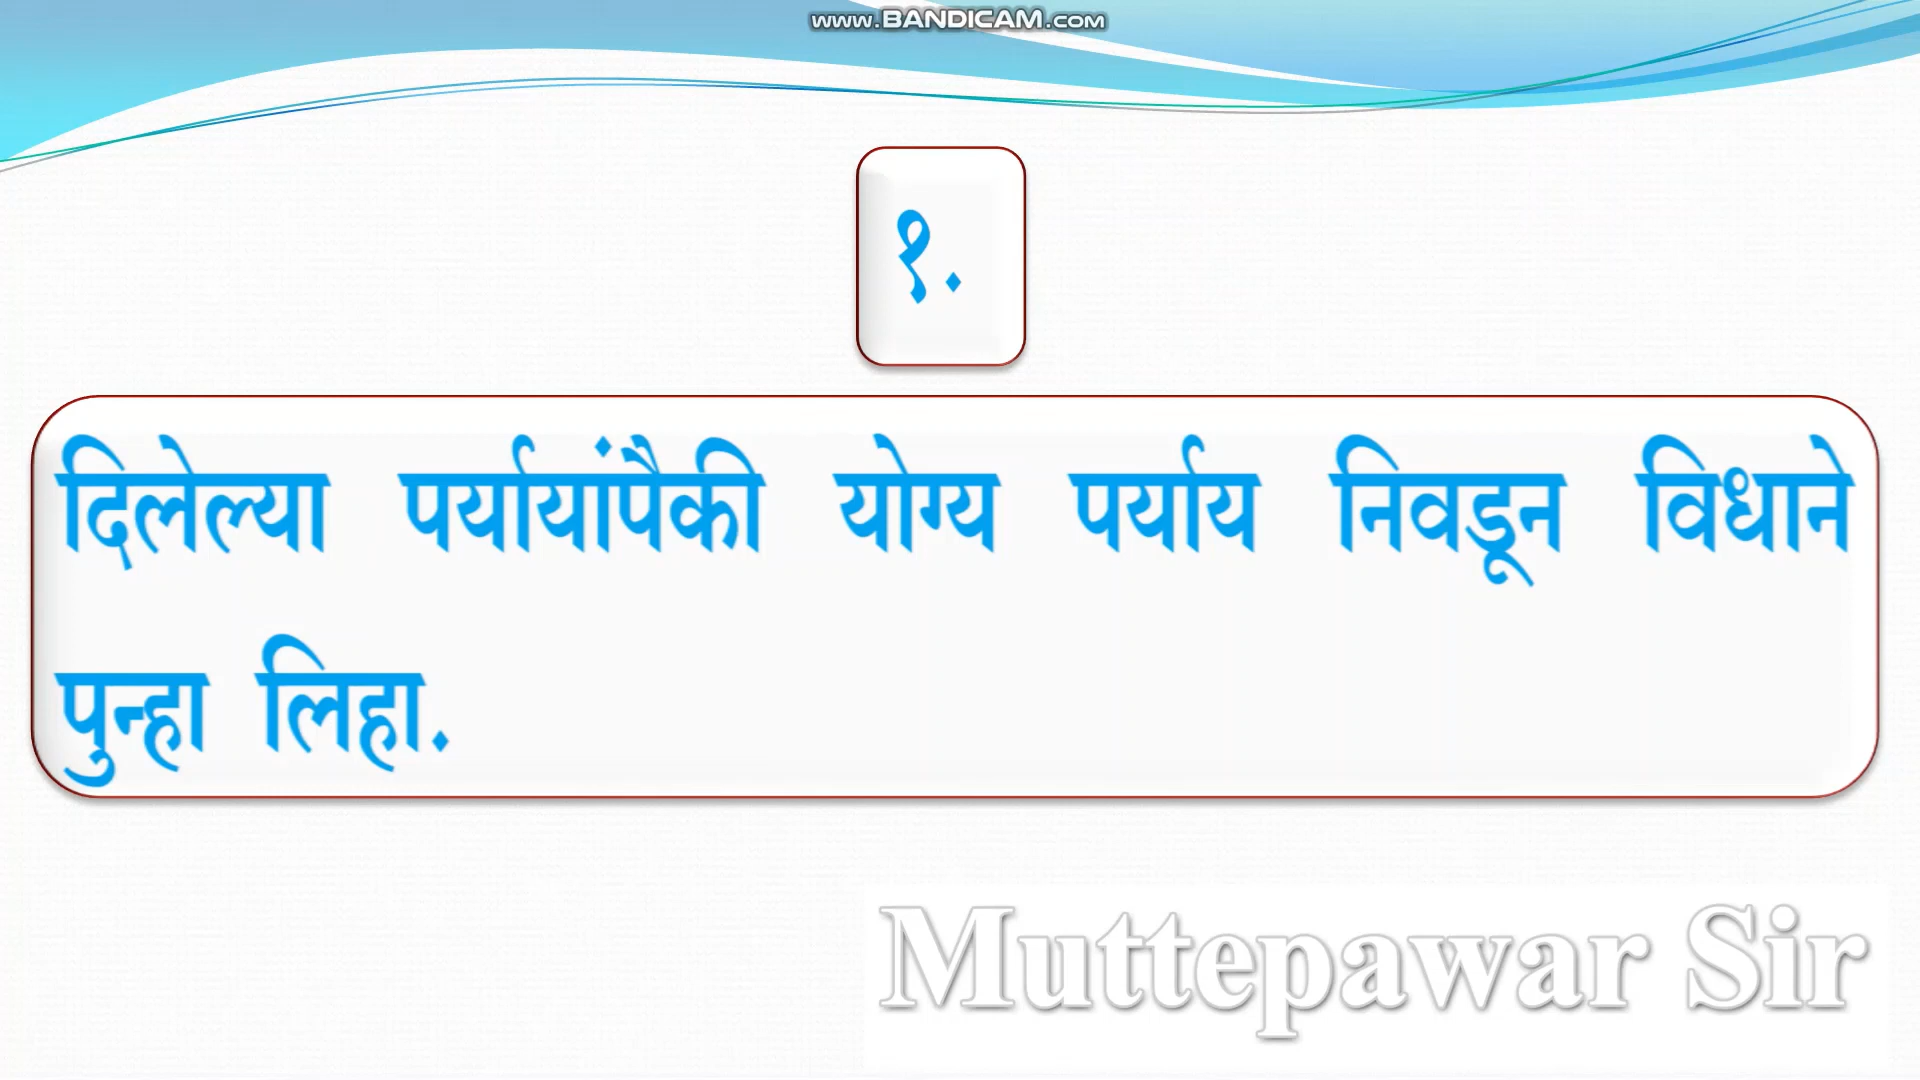 www.BANDICAM.com
१.
दिलेल्या पर्यायांपैकी योग्य पर्याय निवडून विधाने
पुन्हा लिहा.
Muttepawar Sir